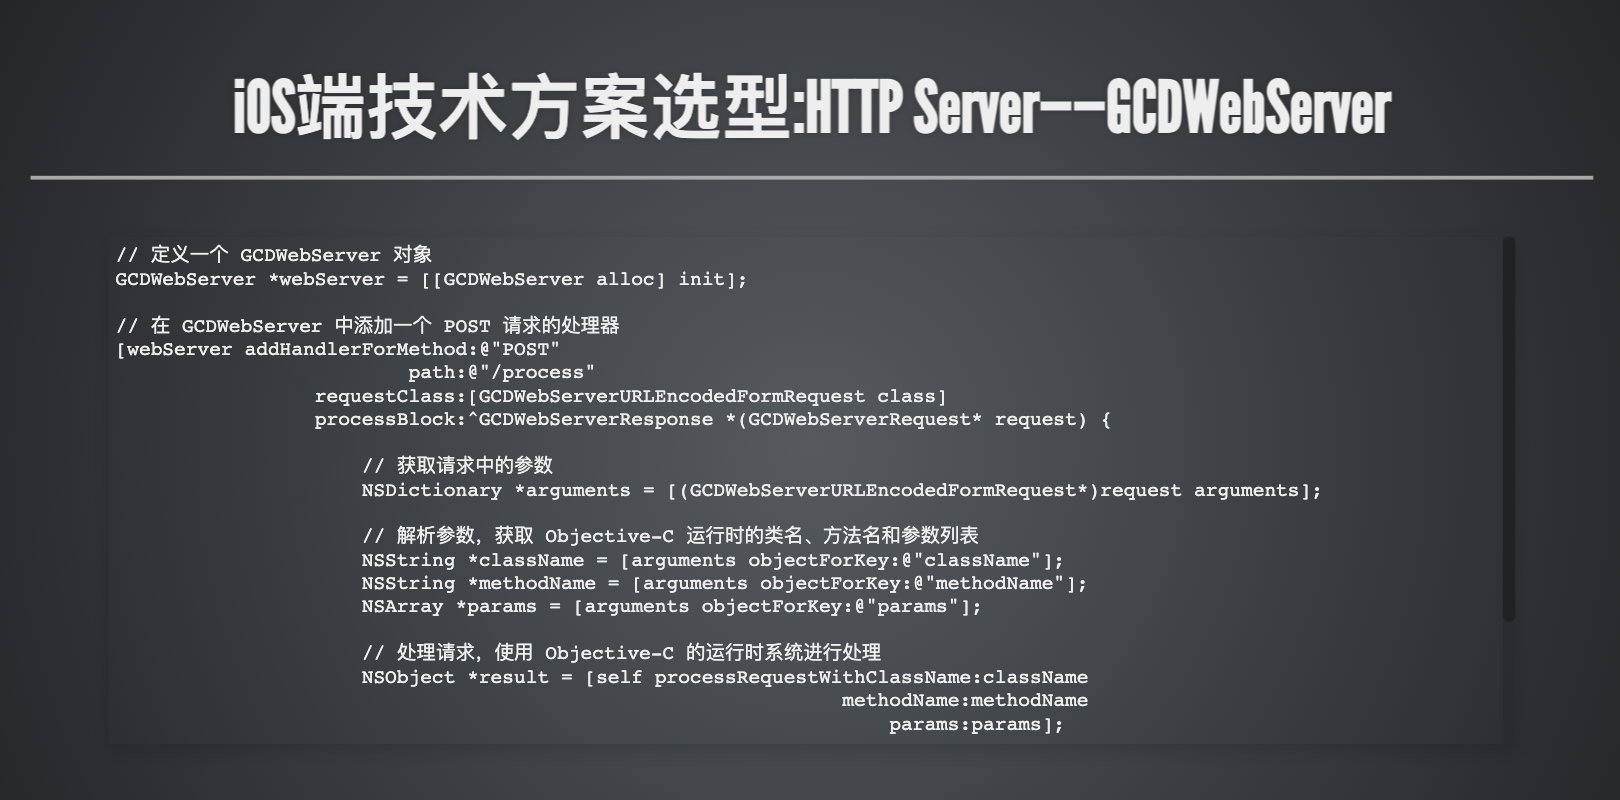 iOS端技术方案选型:HTTP Server——GCDWebServer
// 定义一个 GCDWebServer 对象
GCDWebServer *webServer = [[GCDWebServer alloc] init];
// 在 GCDWebServer 中添加一个 POST 请求的处理器
[webServer addHandlerForMethod:@"POST"
path:@"/process"
requestClass:[GCDWebServerURLEncodedFormRequest class]
processBlock:^GCDWebServerResponse *(GCDWebServerRequest* request) {
// 获取请求中的参数
NSDictionary *arguments = [(GCDWebServerURLEncodedFormRequest*)request arguments];
// 解析参数，获取 Objective-C 运行时的类名、方法名和参数列表
NSString *className = [arguments objectForKey:@"className"];
NSString *methodName = [arguments objectForKey:@"methodName"];
NSArray *params = [arguments objectForKey:@"params"];
// 处理请求，使用 Objective-C 的运行时系统进行处理
NSObject *result = [self processRequestWithClassName:className
methodName:methodName
params:params];